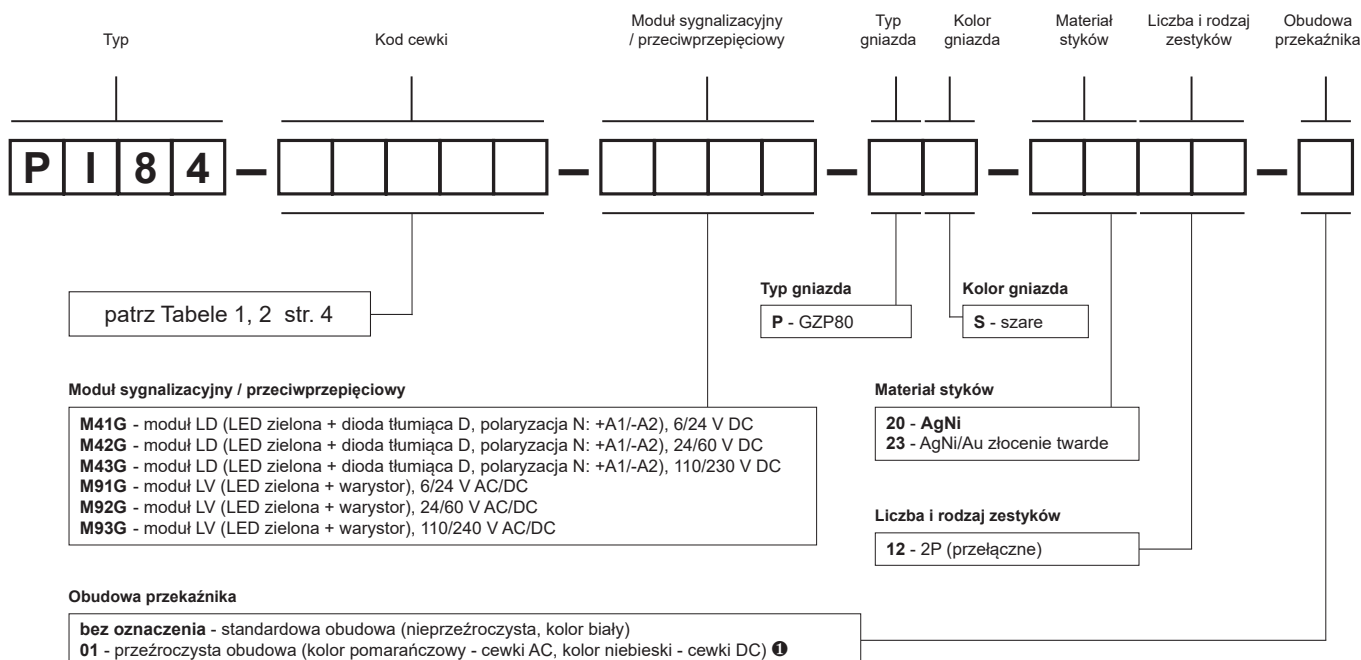 Typ
Kod cewki
Moduł sygnalizacyjny
/ przeciwprzepięciowy
Typ
gniazda
Kolor
gniazda
Materiał
styków
Liczba i rodzaj
zestyków
Obudowa
przekaźnika
P I 8 4 – – – – –
patrz Tabele 1, 2 str. 4
Typ gniazda
P - GZP80
Kolor gniazda
S - szare
Moduł sygnalizacyjny / przeciwprzepięciowy
M41G - moduł LD (LED zielona + dioda tłumiąca D, polaryzacja N: +A1/-A2), 6/24 V DC
M42G - moduł LD (LED zielona + dioda tłumiąca D, polaryzacja N: +A1/-A2), 24/60 V DC
M43G - moduł LD (LED zielona + dioda tłumiąca D, polaryzacja N: +A1/-A2), 110/230 V DC
M91G - moduł LV (LED zielona + warystor), 6/24 V AC/DC
M92G - moduł LV (LED zielona + warystor), 24/60 V AC/DC
M93G - moduł LV (LED zielona + warystor), 110/240 V AC/DC
Materiał styków
20 - AgNi
23 - AgNi/Au złocenie twarde
Liczba i rodzaj zestyków
12 - 2P (przełączne)
Obudowa przekaźnika
bez oznaczenia - standardowa obudowa (nieprzeźroczysta, kolor biały)
01 - przeźroczysta obudowa (kolor pomarańczowy - cewki AC, kolor niebieski - cewki DC) ❶